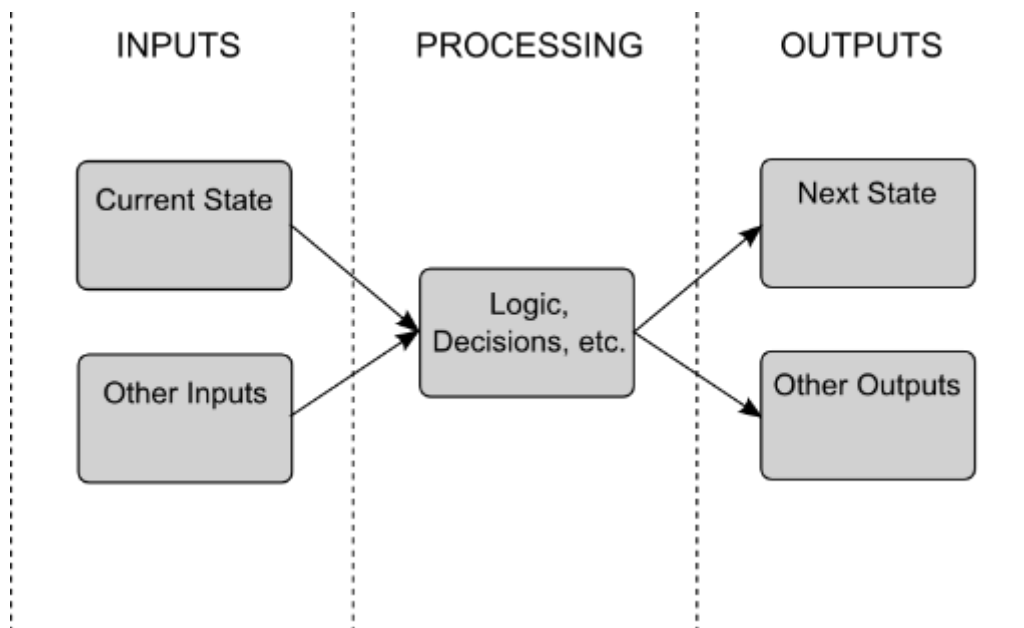 INPUTS
PROCESSING
OUTPUTS
Current State
Other Inputs
Logic,
Decisions, etc.
Next State
Other Outputs